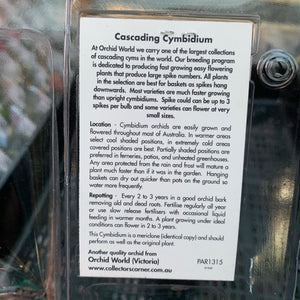 Cascading Cymbidium
At Orchid World we carry one of the largest collections
of cascading cyms in the world. Our breeding program
is dedicated to producing fast growing easy flowering
plants that produce large spike numbers. All plants
in the selection are best for baskets as spikes hang
downwards. Most varieties are much faster growing
than upright cymbidiums. Spike could be up to 3
spikes per bulb and some varieties can flower at very
small sizes.
Location - Cymbidium orchids are easily grown and
flowered throughout most of Australia. In warmer areas
select cool shaded positions, in extremely cold areas
covered positions are best. Partially shaded positions are
preferred in ferneries, patios, and unheated greenhouses.
Any area protected from the rain and frost will mature a
plant much faster than if it was in the garden. Hanging
baskets can dry out quicker than pots on the ground so
water more frequently.
Repotting - Every 2 to 3 years in a good orchid bark
removing old and dead roots. Fertilise regularly all year
or use slow release fertilisers with occasional liquid
feeding in warmer months. A plant growing under ideal
conditions can flower in 2 to 3 years.
This Cymbidium is a mericlone (identical copy) and should
perform as well as the original plant.
Another quality orchid from
Orchid World (Victoria)
www.collectorscorner.com.au
PAR1315